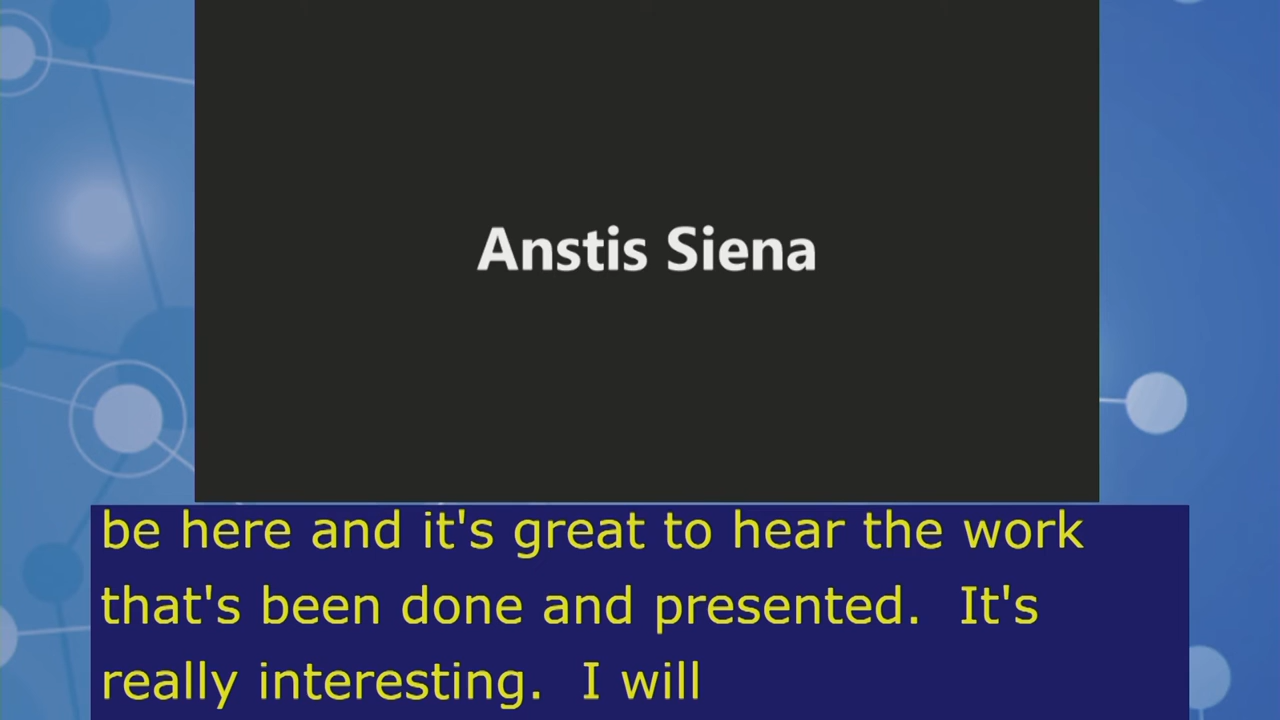 Anstis Siena
be here and it's great to hear the work
that's been done and presented.  It's
really interesting.  I will